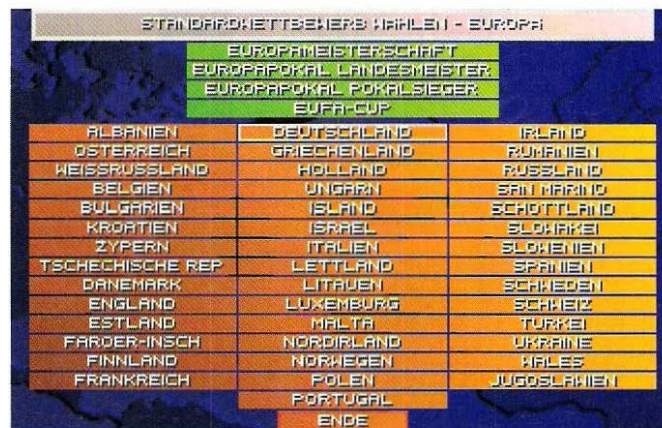 STANDARDWETTBEWERB WAHLEN - EUROPA
EUROPAMEISTERSCHAFT
EUROPAPOKAL LANDESMEISTER
EUROPAPOKAL POKALSIEGER
EUFA-CUP
ALBANIEN
OSTERREICH
WEISSRUSSLAND
BELGIEN
BULGARIEN
KROATIEN
ZYPERN
TSCHECHISCHE REP
DANEMARK
ENGLAND
ESTLAND
FAROER-INSCH
FINNLAND
FRANKREICH
DEUTSCHLAND
GRIECHENLAND
HOLLAND
UNGARN
ISLAND
ISRAEL
ITALIEN
LETTLAND
LITAUEN
LUXEMBURG
MALTA
NORDIRLAND
NORWEGEN
POLEN
PORTUGAL
IRLAND
RUMANIEN
RUSSLAND
SAN MARINO
SCHOTTLAND
SLOWAKEI
SLOWENIEN
SPANIEN
SCHWEDEN
SCHWEIZ
TURKEI
UKRAINE
WALES
JUGOSLAWIEN
ENDE